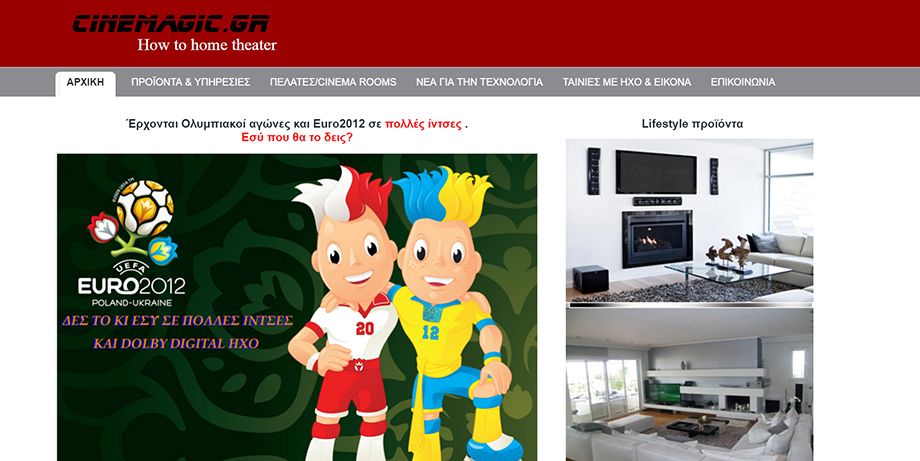 CINEMAGIC.GR
How to home theater
ΑΡΧΙΚΗ
ΠΡΟΪΟΝΤΑ & ΥΠΗΡΕΣΙΕΣ
ΠΕΛΑΤΕΣ/CINEMA ROOMS
ΝΕΑ ΓΙΑ ΤΗΝ ΤΕΧΝΟΛΟΓΙΑ
ΤΑΙΝΙΕΣ ΜΕ ΗΧΟ & ΕΙΚΟΝΑ
ΕΠΙΚΟΙΝΩΝΙΑ
Έρχονται Ολυμπιακοί αγώνες και Euro2012 σε πολλές ίντσες .
Εσύ που θα το δεις?
UEFA
EURO2012
POLAND-UKRAINE
ΔΕΣ ΤΟ ΚΙ ΕΣΥ ΣΕ ΠΟΛΛΕΣ ΙΝΤΣΕΣ
ΚΑΙ DOLBY DIGITAL ΗΧΟ
20
12
Lifestyle προϊόντα